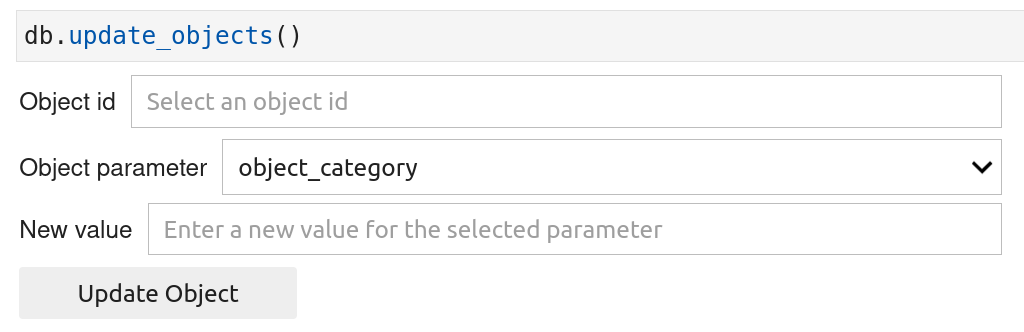 db.update_objects()
Object id Select an object id
Object parameter object_category
New value Enter a new value for the selected parameter
Update Object